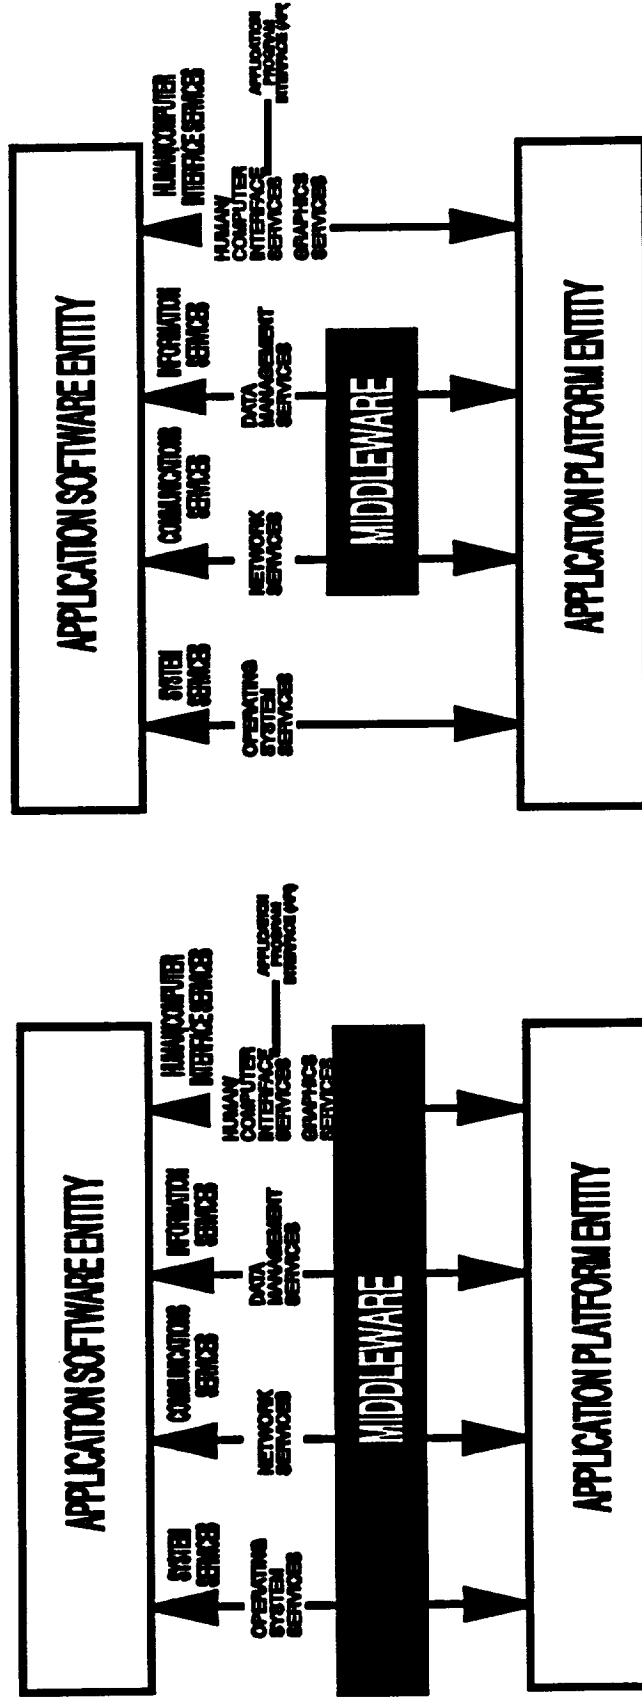 APPLICATION SOFTWARE ENTITY
SYSTEM
SERVICES
COMMUNICATIONS
SERVICES
INFORMATION
SERVICES
HUMAN/COMPUTER
INTERFACE SERVICES
OPERATING
SYSTEM
SERVICES
NETWORK
SERVICES
DATA
MANAGEMENT
SERVICES
HUMAN/
COMPUTER
INTERFACE
SERVICES
GRAPHICS
SERVICES
APPLICATION
PROGRAM
INTERFACE (API)
MIDDLEWARE
APPLICATION PLATFORM ENTITY
APPLICATION SOFTWARE ENTITY
SYSTEM
SERVICES
COMMUNICATIONS
SERVICES
INFORMATION
SERVICES
HUMAN/COMPUTER
INTERFACE SERVICES
OPERATING
SYSTEM
SERVICES
NETWORK
SERVICES
DATA
MANAGEMENT
SERVICES
HUMAN/
COMPUTER
INTERFACE
SERVICES
GRAPHICS
SERVICES
APPLICATION
PROGRAM
INTERFACE (API)
MIDDLEWARE
APPLICATION PLATFORM ENTITY